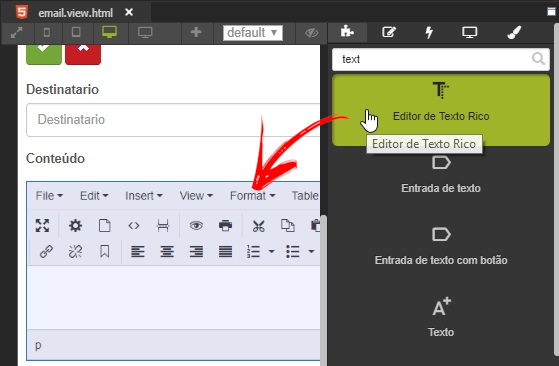 email.view.html
default
Destinatario
Destinatario
Conteúdo
File Edit Insert View Format Table
p
text
Editor de Texto Rico
Editor de Texto Rico
Entrada de texto
Entrada de texto com botão
Texto